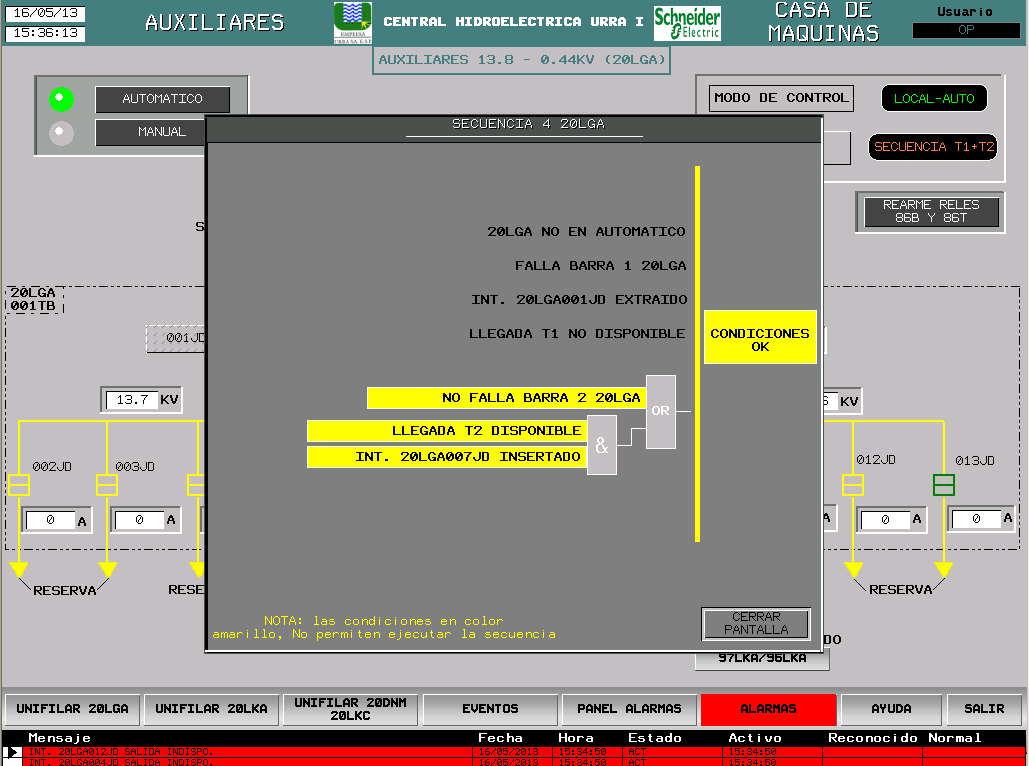 16/05/13
15:36:13
AUXILIARES
EMPRESA
URRÁ S.A. E.S.P.
CENTRAL HIDROELECTRICA URRA I
Schneider
Electric
CASA DE
MAQUINAS
Usuario
OP
AUXILIARES 13.8 - 0.44KV (20LGA)
AUTOMATICO
MANUAL
MODO DE CONTROL
LOCAL-AUTO
SECUENCIA T1+T2
REARME RELES
86B Y 86T
SECUENCIA 4 20LGA
S
20LGA NO EN AUTOMATICO
FALLA BARRA 1 20LGA
INT. 20LGA001JD EXTRAIDO
LLEGADA T1 NO DISPONIBLE
CONDICIONES
OK
20LGA
001TB
001JD
13.7 KV
KV
NO FALLA BARRA 2 20LGA
OR
LLEGADA T2 DISPONIBLE
&
INT. 20LGA007JD INSERTADO
002JD
003JD
012JD
013JD
0 A
0 A
A
0 A
0 A
RESERVA
RESE
RESERVA
NOTA: las condiciones en color
amarillo, No permiten ejecutar la secuencia
CERRAR
PANTALLA
DO
97LKA/96LKA
UNIFILAR 20LGA
UNIFILAR 20LKA
UNIFILAR 20DNM
20LKC
EVENTOS
PANEL ALARMAS
ALARMAS
AYUDA
SALIR
Mensaje Fecha Hora Estado Activo Reconocido Normal
INT. 20LGA012JD SALIDA INDISPO. 16/05/2013 15:34:50 ACT 15:34:50
INT. 20LGA004JD SALIDA INDISPO. 16/05/2013 15:34:50 ACT 15:34:50